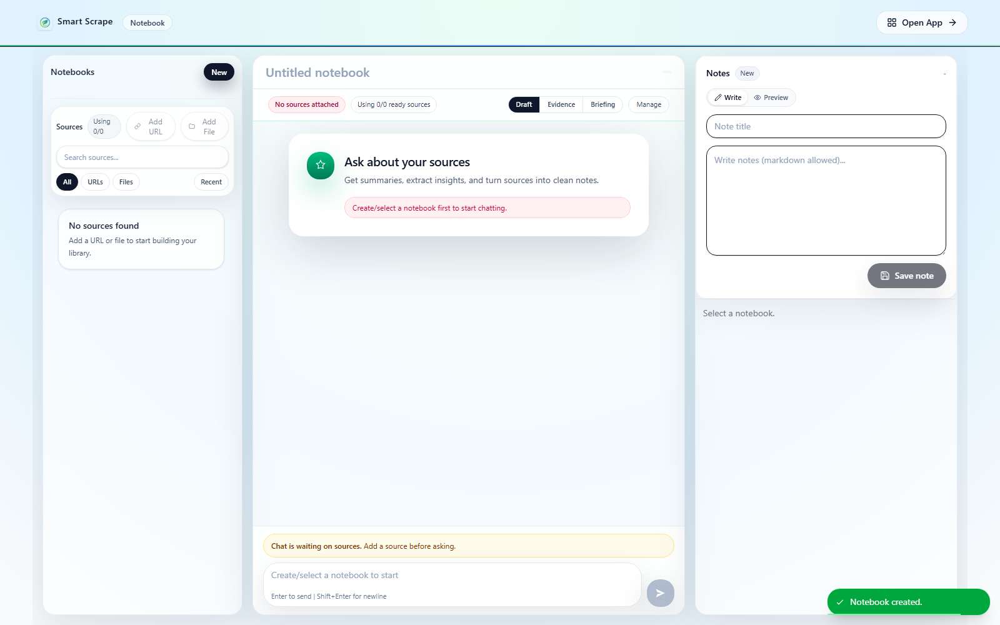 Smart Scrape
Notebook
Open App
Notebooks
New
Sources
Using
0/0
Add
URL
Add
File
Search sources...
All
URLs
Files
Recent
No sources found
Add a URL or file to start building your
library.
Untitled notebook
No sources attached
Using 0/0 ready sources
Draft
Evidence
Briefing
Manage
Ask about your sources
Get summaries, extract insights, and turn sources into clean notes.
Create/select a notebook first to start chatting.
Chat is waiting on sources. Add a source before asking.
Create/select a notebook to start
Enter to send | Shift+Enter for newline
Notes
New
-
Write
Preview
Note title
Write notes (markdown allowed)...
Save note
Select a notebook.
Notebook created.